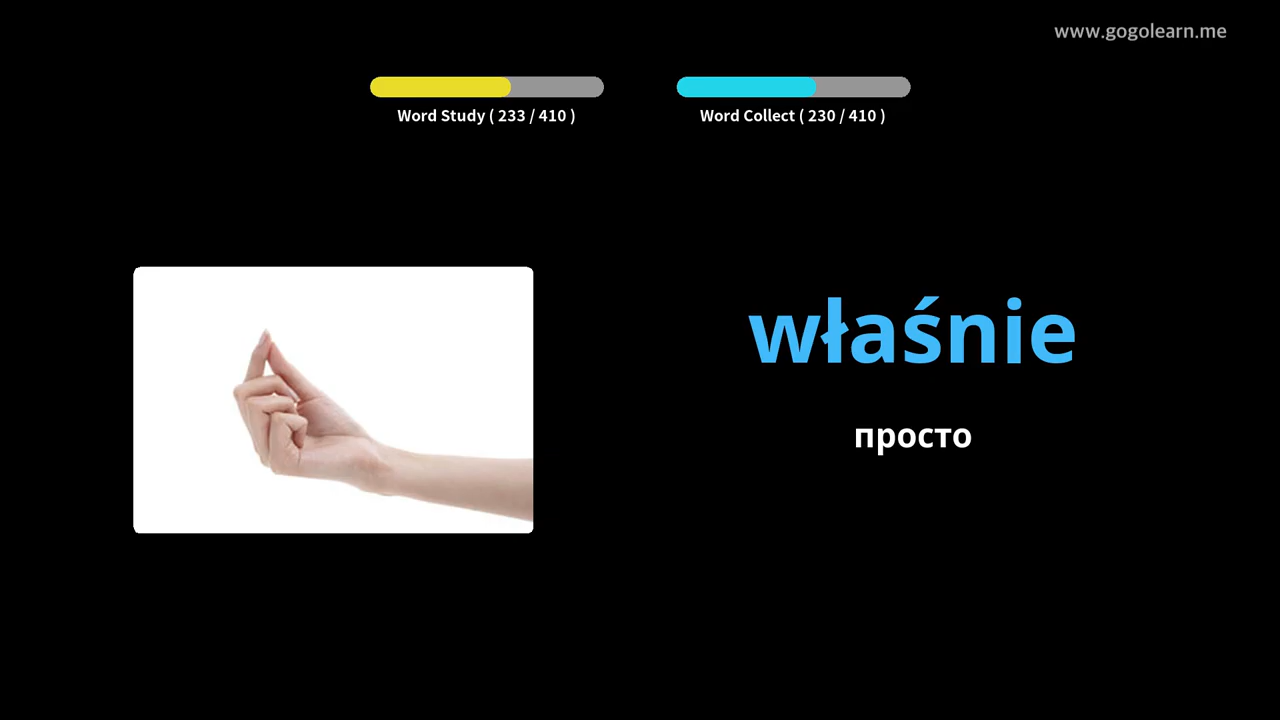 www.gogolearn.me
Word Study ( 233 / 410 )
Word Collect ( 230 / 410 )
właśnie
просто